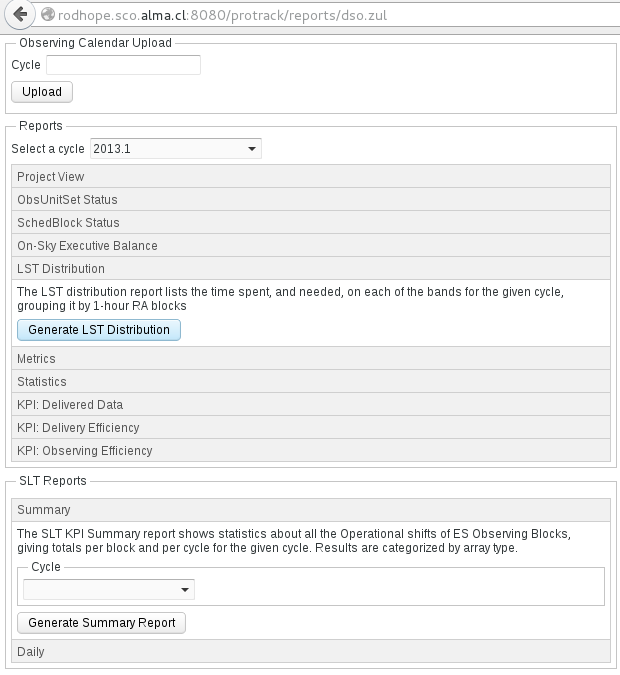 rodhope.sco.alma.cl:8080/protrack/reports/dso.zul
Observing Calendar Upload
Cycle
Upload
Reports
Select a cycle 2013.1
Project View
ObsUnitSet Status
SchedBlock Status
On-Sky Executive Balance
LST Distribution
The LST distribution report lists the time spent, and needed, on each of the bands for the given cycle,
grouping it by 1-hour RA blocks
Generate LST Distribution
Metrics
Statistics
KPI: Delivered Data
KPI: Delivery Efficiency
KPI: Observing Efficiency
SLT Reports
Summary
The SLT KPI Summary report shows statistics about all the Operational shifts of ES Observing Blocks,
giving totals per block and per cycle for the given cycle. Results are categorized by array type.
Cycle
Generate Summary Report
Daily